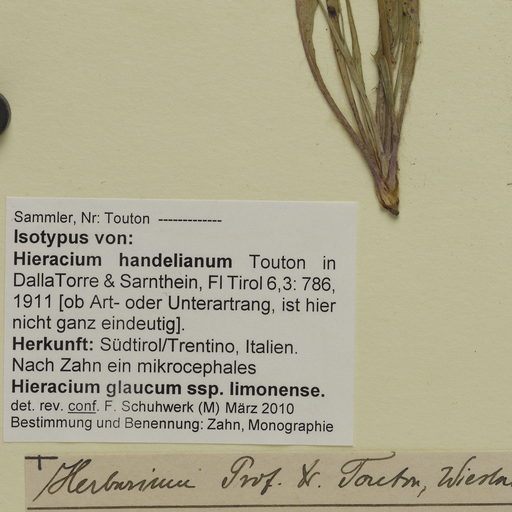 Sammler, Nr: Touton -------------
Isotypus von:
Hieracium handelianum Touton in
DallaTorre & Sarnthein, Fl Tirol 6,3: 786,
1911 [ob Art- oder Unterartrang, ist hier
nicht ganz eindeutig].
Herkunft: Südtirol/Trentino, Italien.
Nach Zahn ein mikrocephales
Hieracium glaucum ssp. limonense.
det. rev. conf. F. Schuhwerk (M) März 2010
Bestimmung und Benennung: Zahn, Monographie
Herbarium Prof. Dr. Touton,